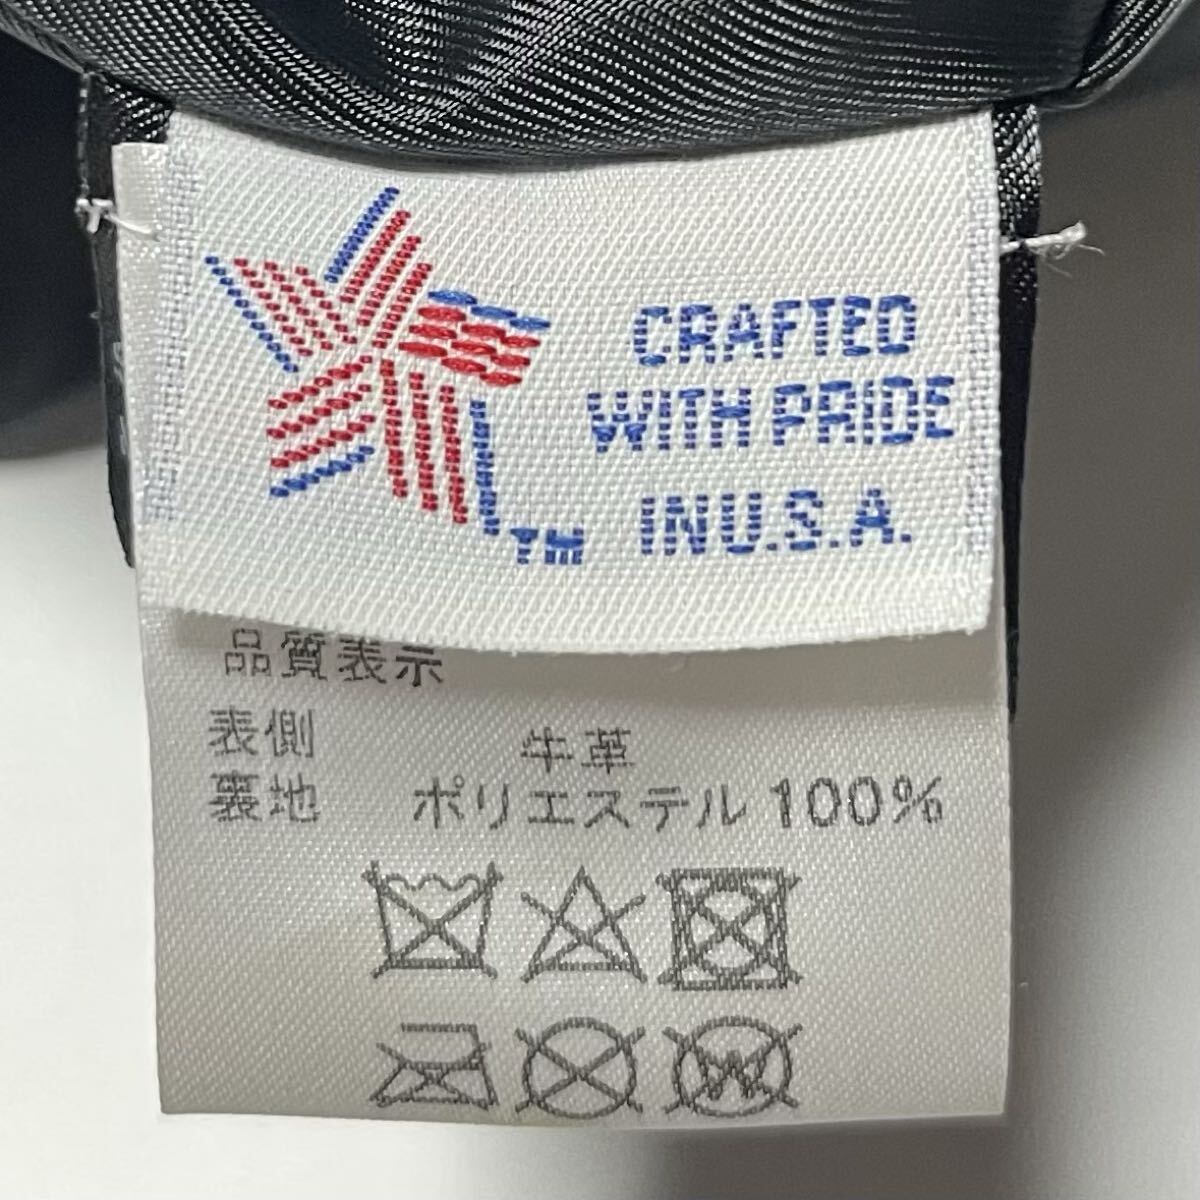 CRAFTED
WITH PRIDE
IN U.S.A.
TM
品質表示
表側 牛革
裏地 ポリエステル 100%
W